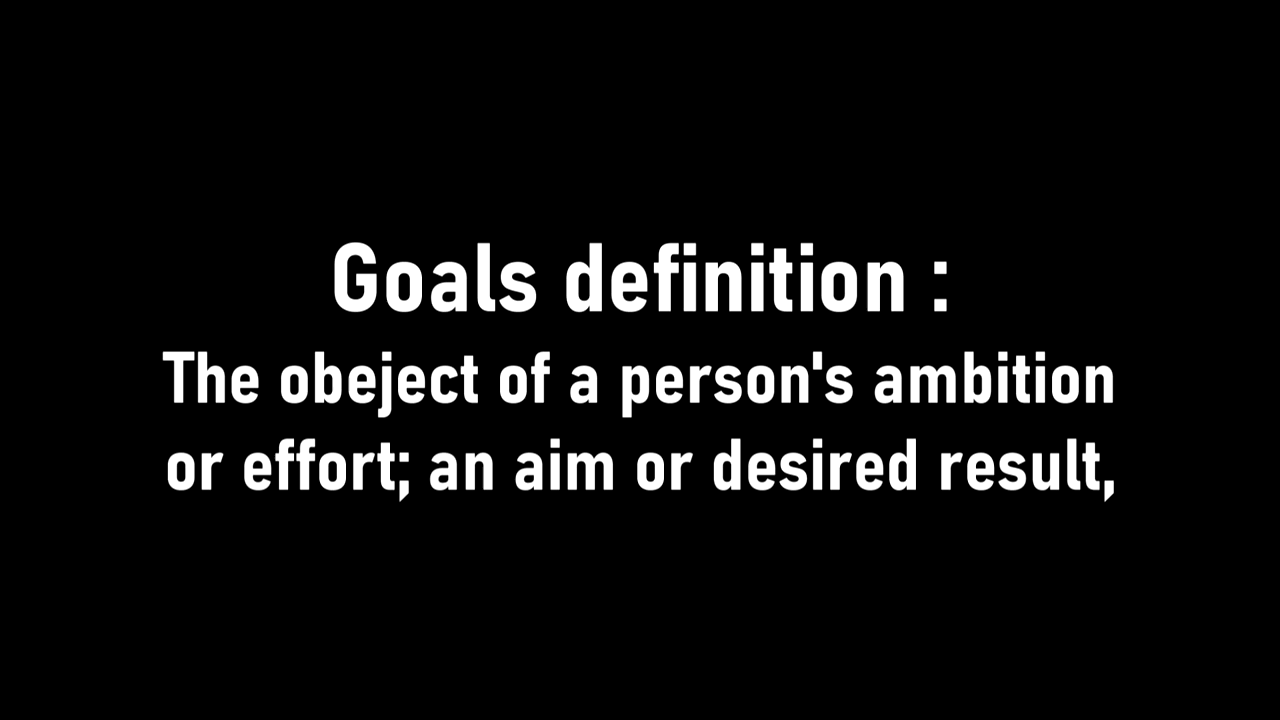 Goals definition :
The obeject of a person's ambition
or effort; an aim or desired result,